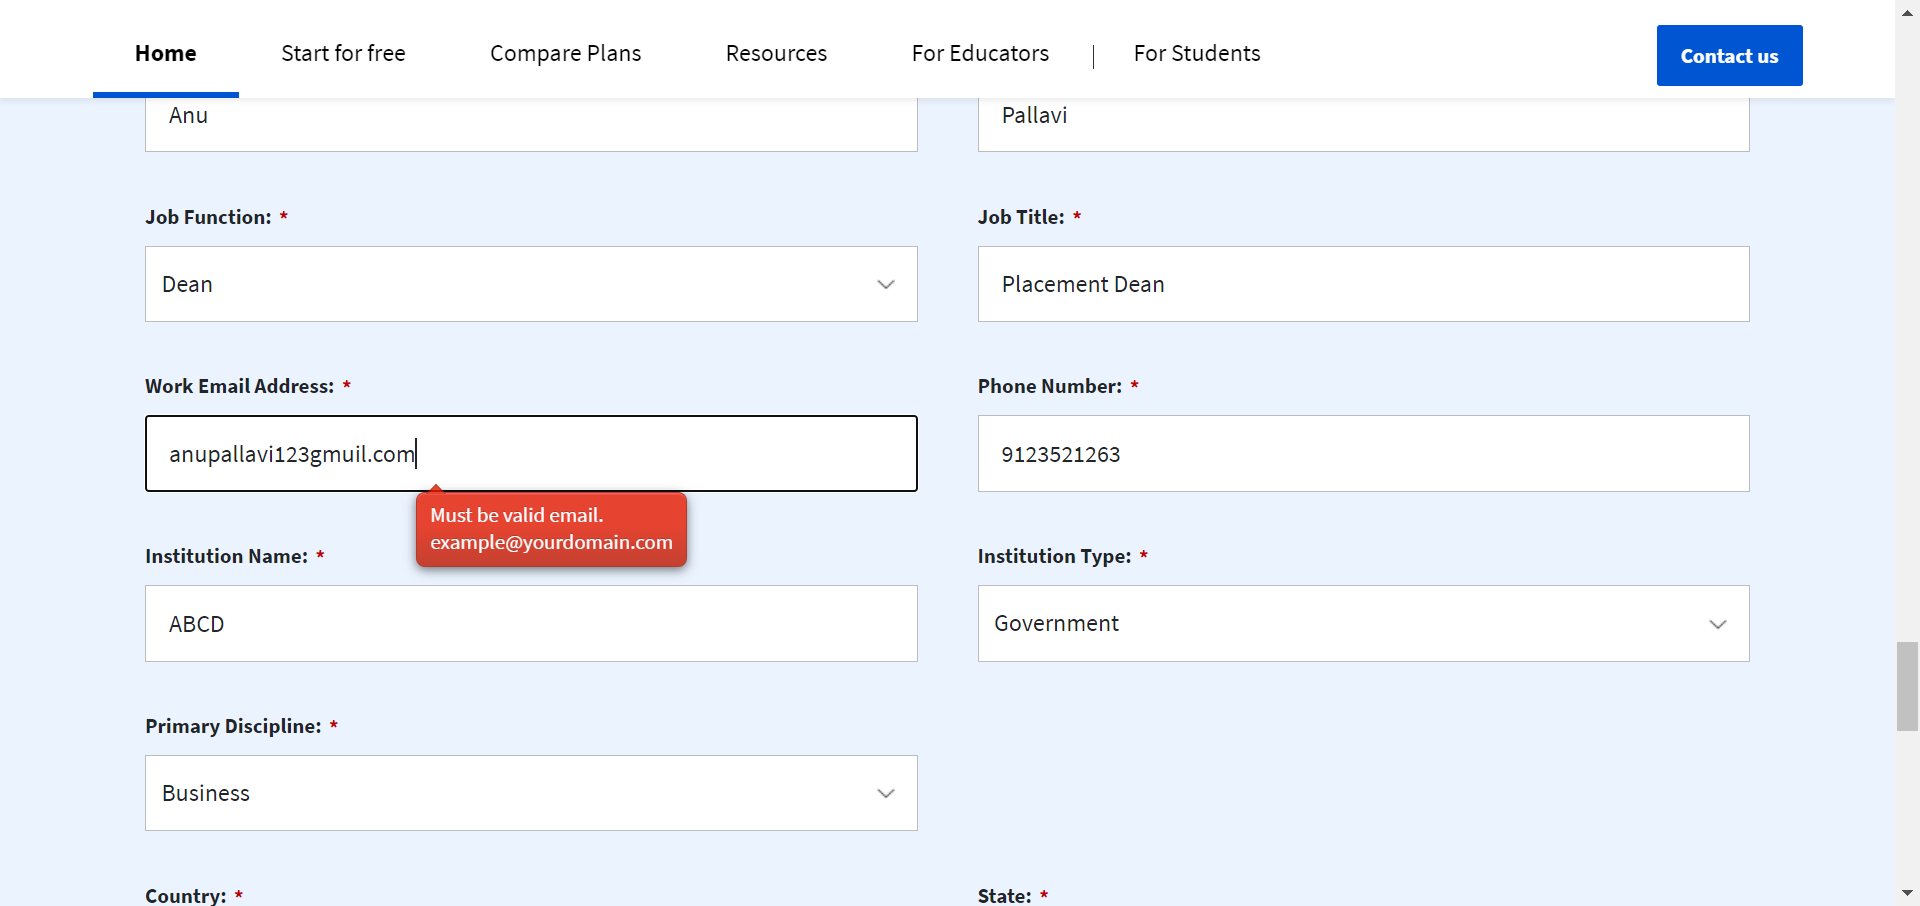 Home Start for free Compare Plans Resources For Educators | For Students Contact us
Anu Pallavi
Job Function: * Job Title: *
Dean Placement Dean
Work Email Address: * Phone Number: *
anupallavi123gmuil.com 9123521263
Must be valid email.
example@yourdomain.com
Institution Name: * Institution Type: *
ABCD Government
Primary Discipline: *
Business
Country: * State: *